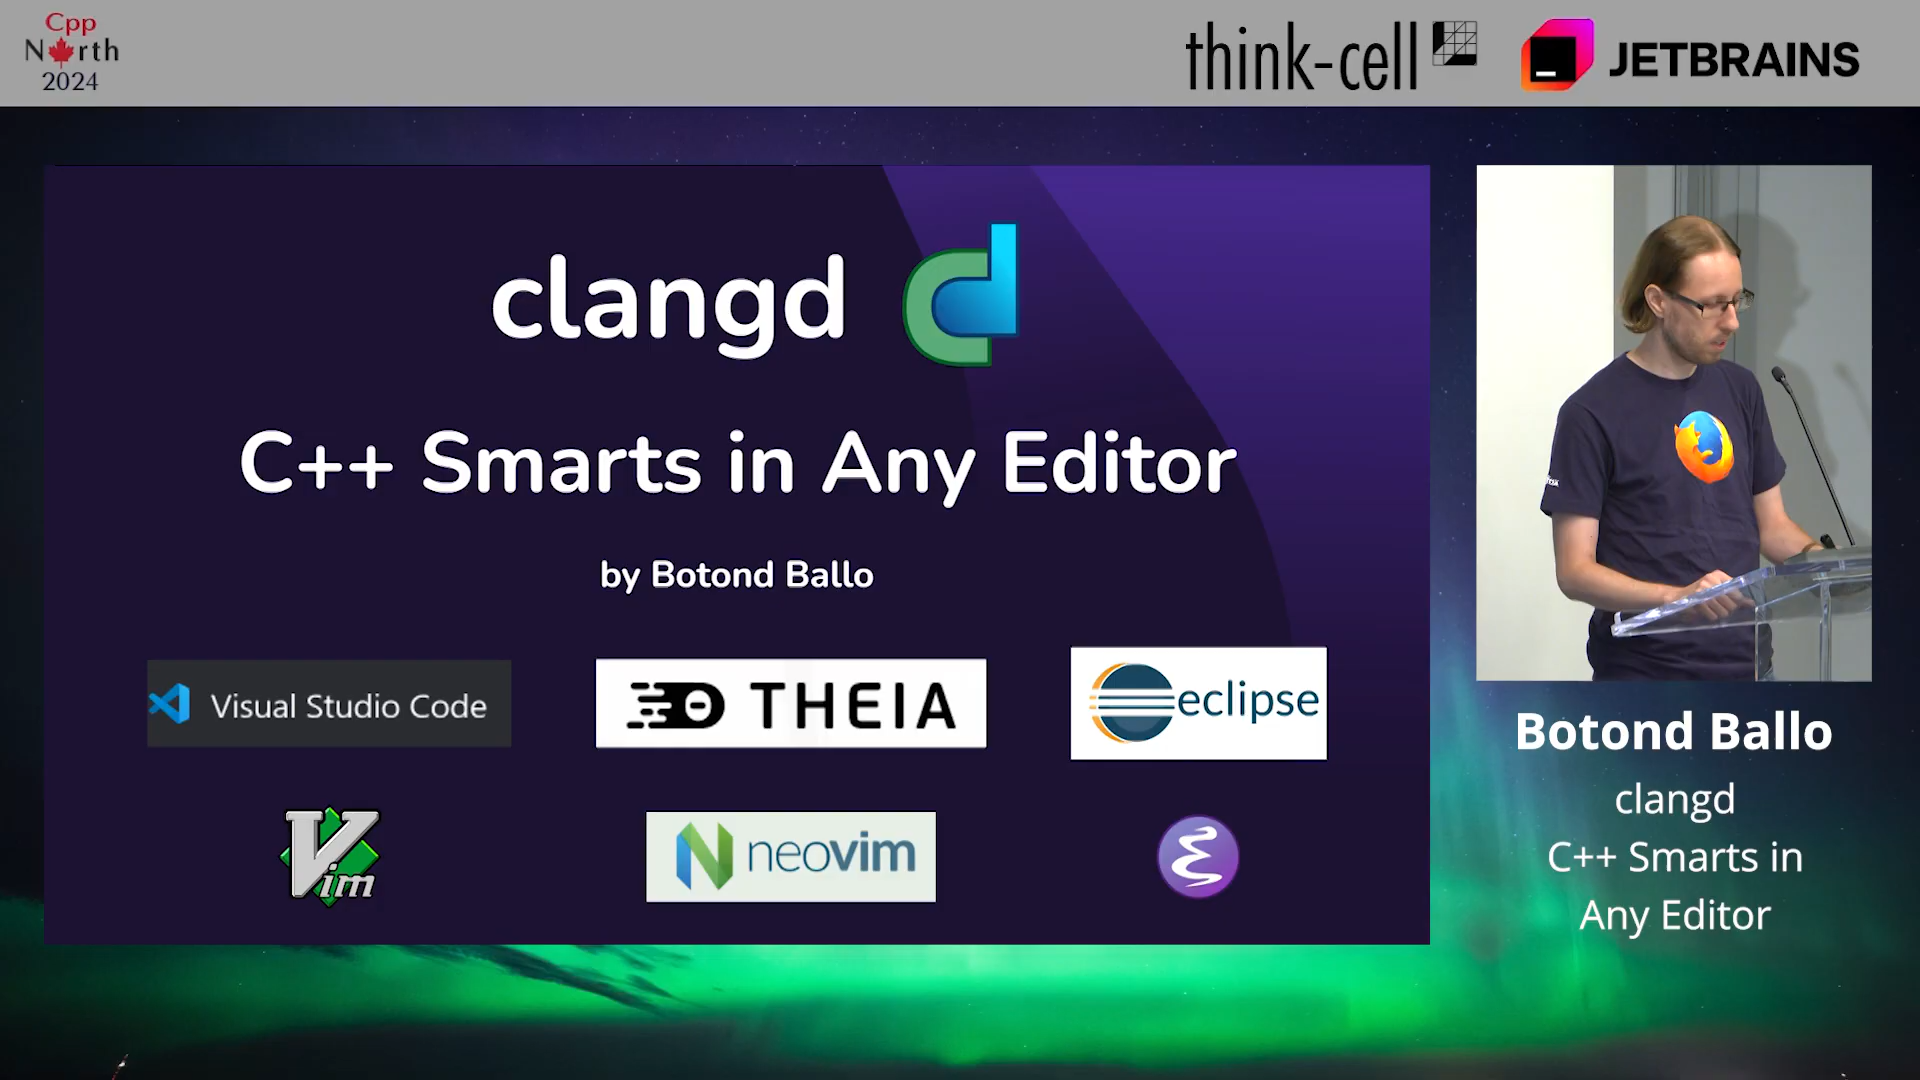 Cpp
North
2024
think-cell
JETBRAINS
clangd
C++ Smarts in Any Editor
by Botond Ballo
Visual Studio Code
THEIA
eclipse
Vim
neovim
Botond Ballo
clangd
C++ Smarts in
Any Editor